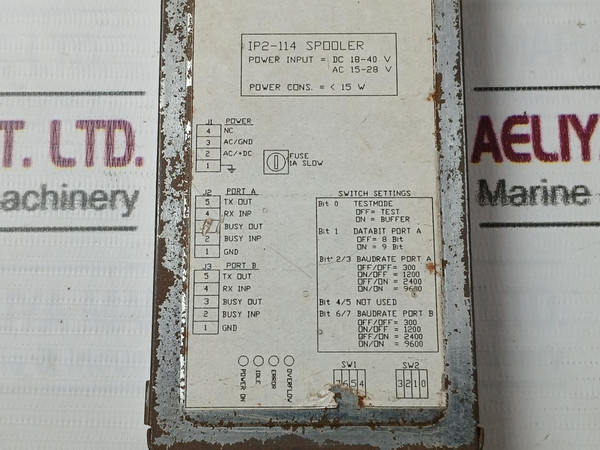 IP2-114 SPOOLER
POWER INPUT = DC 18-40 V
AC 15-28 V
POWER CONS. = < 15 W
T. LTD.
achinery
AELIY
Marine
J1 POWER
4 NC
3 AC/GND
2 AC/+DC
1
FUSE
1A SLOW
J2 PORT A
5 TX OUT
4 RX INP
BUSY OUT
2 BUSY INP
1 GND
J3 PORT B
5 TX OUT
4 RX INP
3 BUSY OUT
2 BUSY INP
1 GND
SWITCH SETTINGS
Bit 0 TESTMODE
OFF= TEST
ON = BUFFER
Bit 1 DATABIT PORT A
OFF= 8 Bit
ON = 9 Bit
Bit 2/3 BAUDRATE PORT A
OFF/OFF= 300
ON/OFF = 1200
OFF/ON = 2400
ON/ON = 9600
Bit 4/5 NOT USED
Bit 6/7 BAUDRATE PORT B
OFF/OFF= 300
ON/OFF = 1200
OFF/ON = 2400
ON/ON = 9600
POWER ON
IDLE
ERROR
OVERFLOW
SW1
654
SW2
3210